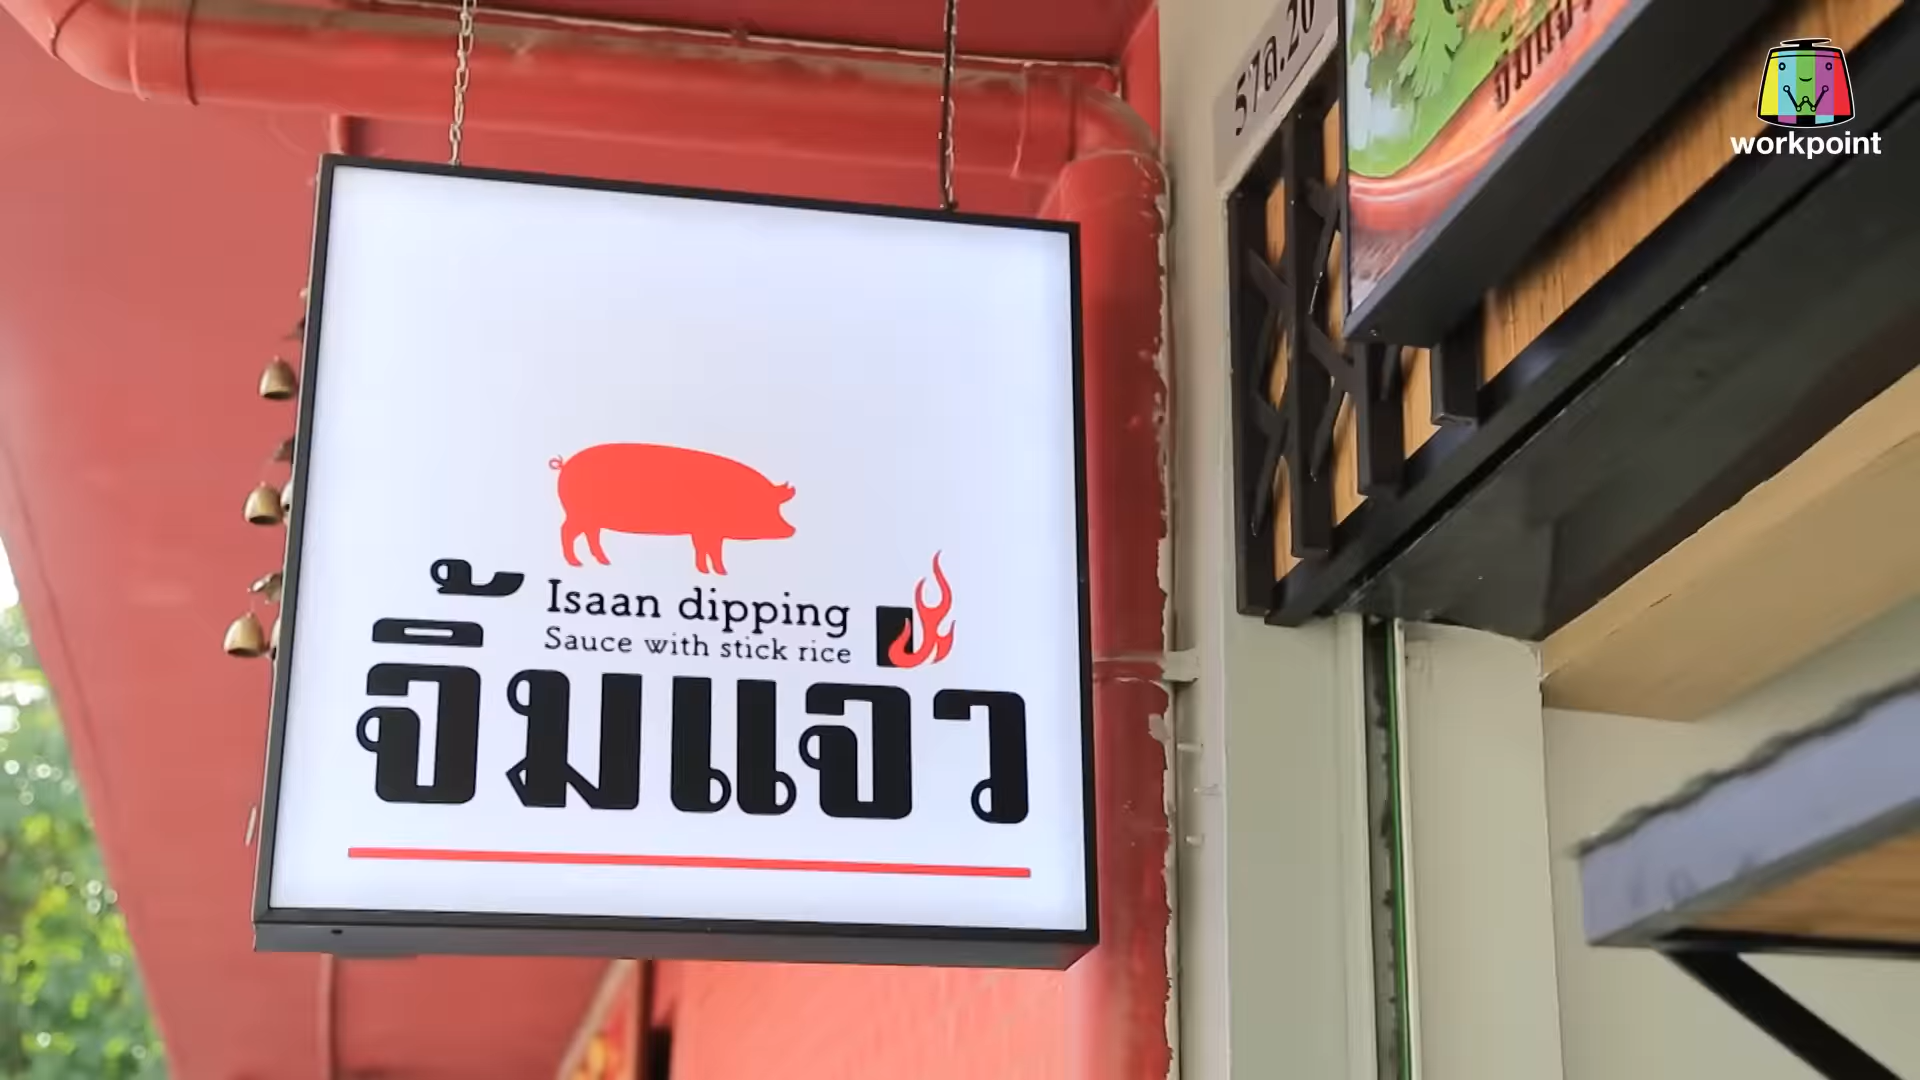 Isaan dipping
Sauce with stick rice
จิ้มแจ่ว
workpoint